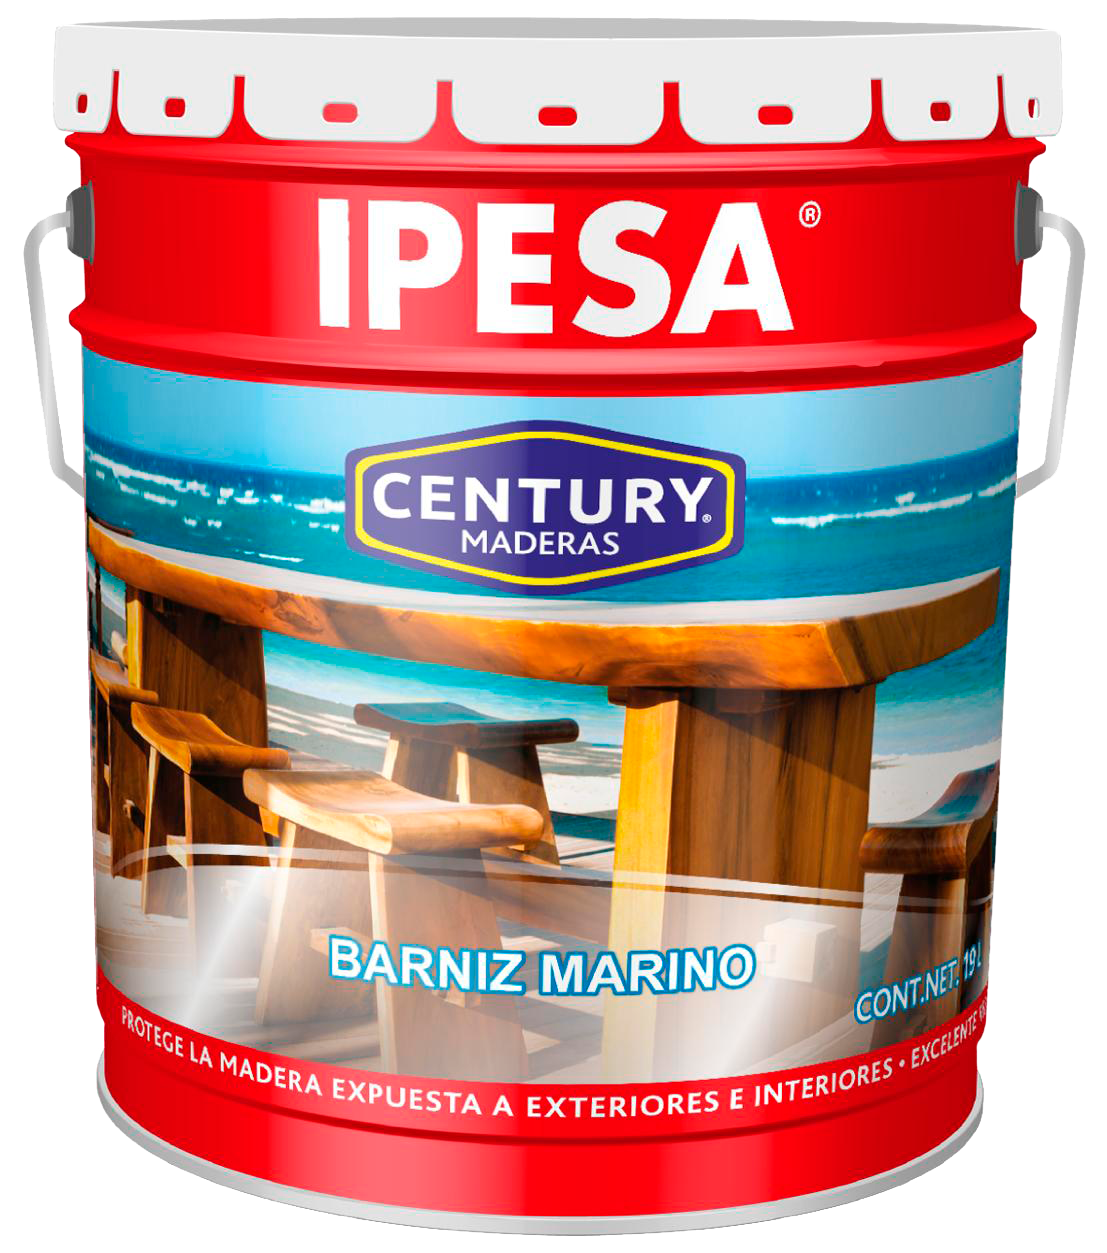 IPESA®
CENTURY®
MADERAS
BARNIZ MARINO
CONT.NET. 19 L
PROTEGE LA MADERA EXPUESTA A EXTERIORES E INTERIORES • EXCELENTE